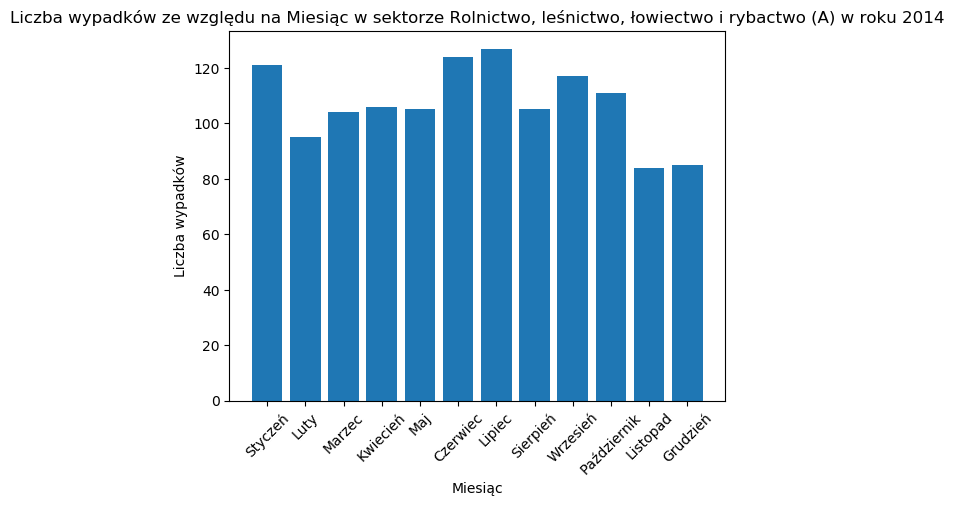 Liczba wypadków ze względu na Miesiąc w sektorze Rolnictwo, leśnictwo, łowiectwo i rybactwo (A) w roku 2014
120
100
80
60
40
20
0
Liczba wypadków
Styczeń
Luty
Marzec
Kwiecień
Maj
Czerwiec
Lipiec
Sierpień
Wrzesień
Październik
Listopad
Grudzień
Miesiąc